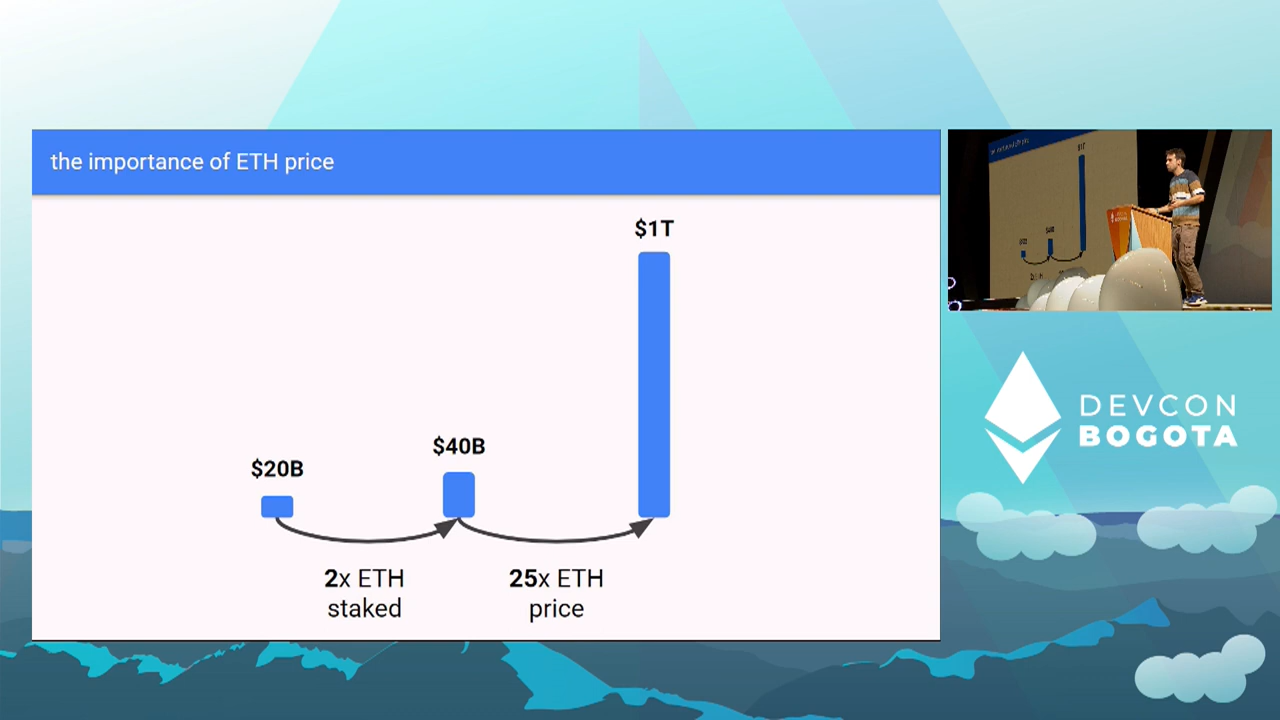 the importance of ETH price
$1T
$40B
$20B
2x ETH
staked
25x ETH
price
DEVCON
BOGOTA